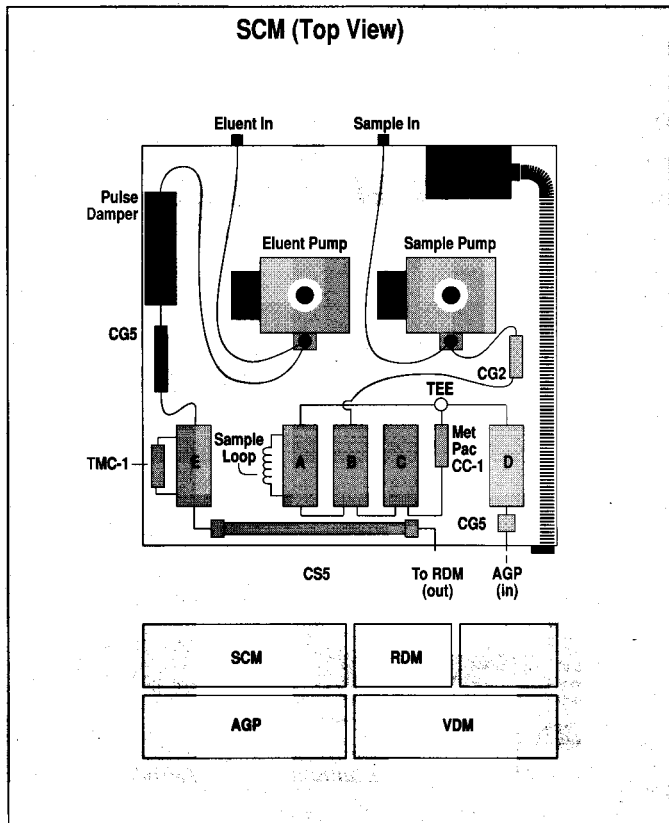 SCM (Top View)
Eluent In
Sample In
Pulse
Damper
Eluent Pump
Sample Pump
CG5
CG2
TEE
Sample
Loop
Met
Pac
CC-1
TMC-1
E
A
B
C
D
CG5
CS5
To RDM
(out)
AGP
(in)
SCM
RDM
AGP
VDM